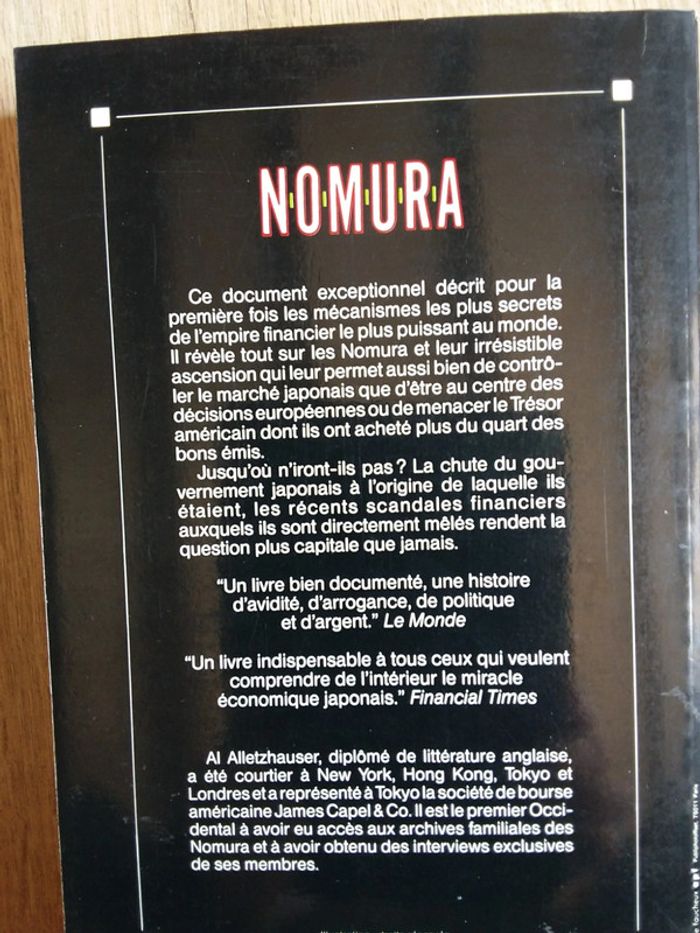 NOMURA
Ce document exceptionnel décrit pour la
première fois les mécanismes les plus secrets
de l'empire financier le plus puissant au monde.
Il révèle tout sur les Nomura et leur irrésistible
ascension qui leur permet aussi bien de contrô-
ler le marché japonais que d'être au centre des
décisions européennes ou de menacer le Trésor
américain dont ils ont acheté plus du quart des
bons émis.
Jusqu'où n'iront-ils pas ? La chute du gou-
vernement japonais à l'origine de laquelle ils
étaient, les récents scandales financiers
auxquels ils sont directement mêlés rendent la
question plus capitale que jamais.
"Un livre bien documenté, une histoire
d'avidité, d'arrogance, de politique
et d'argent." Le Monde
"Un livre indispensable à tous ceux qui veulent
comprendre de l'intérieur le miracle
économique japonais." Financial Times
Al Alletzhauser, diplômé de littérature anglaise,
a été courtier à New York, Hong Kong, Tokyo et
Londres et a représenté à Tokyo la société de bourse
américaine James Capel & Co. Il est le premier Occi-
dental à avoir eu accès aux archives familiales des
Nomura et à avoir obtenu des interviews exclusives
de ses membres.